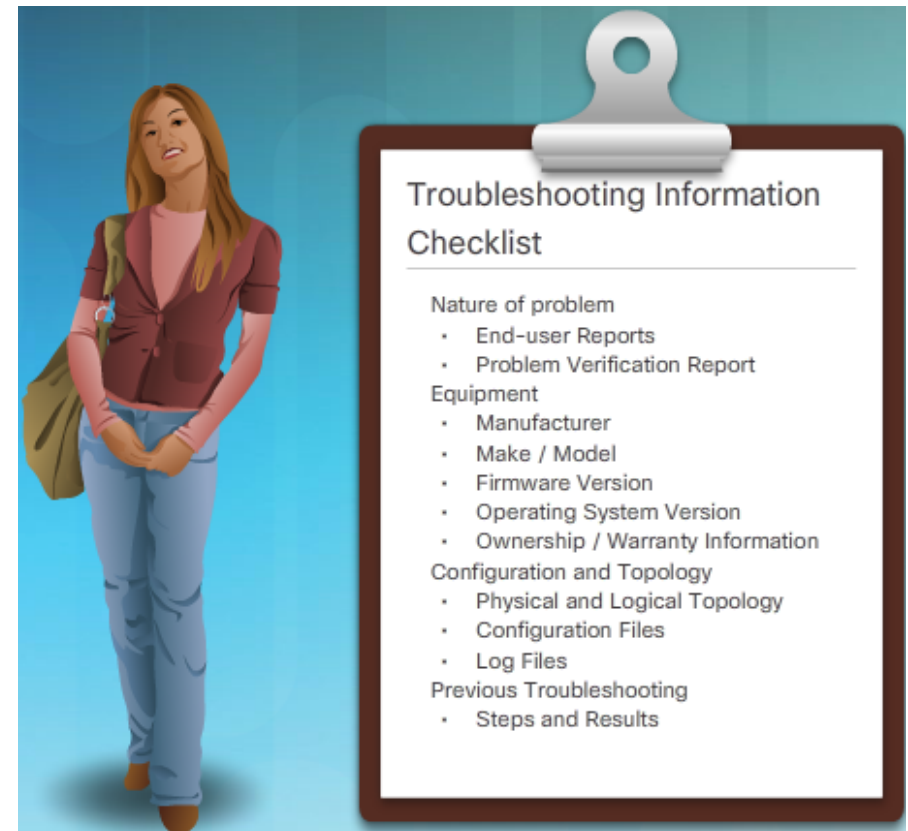 Troubleshooting Information
Checklist
Nature of problem
• End-user Reports
• Problem Verification Report
Equipment
• Manufacturer
• Make / Model
• Firmware Version
• Operating System Version
• Ownership / Warranty Information
Configuration and Topology
• Physical and Logical Topology
• Configuration Files
• Log Files
Previous Troubleshooting
• Steps and Results